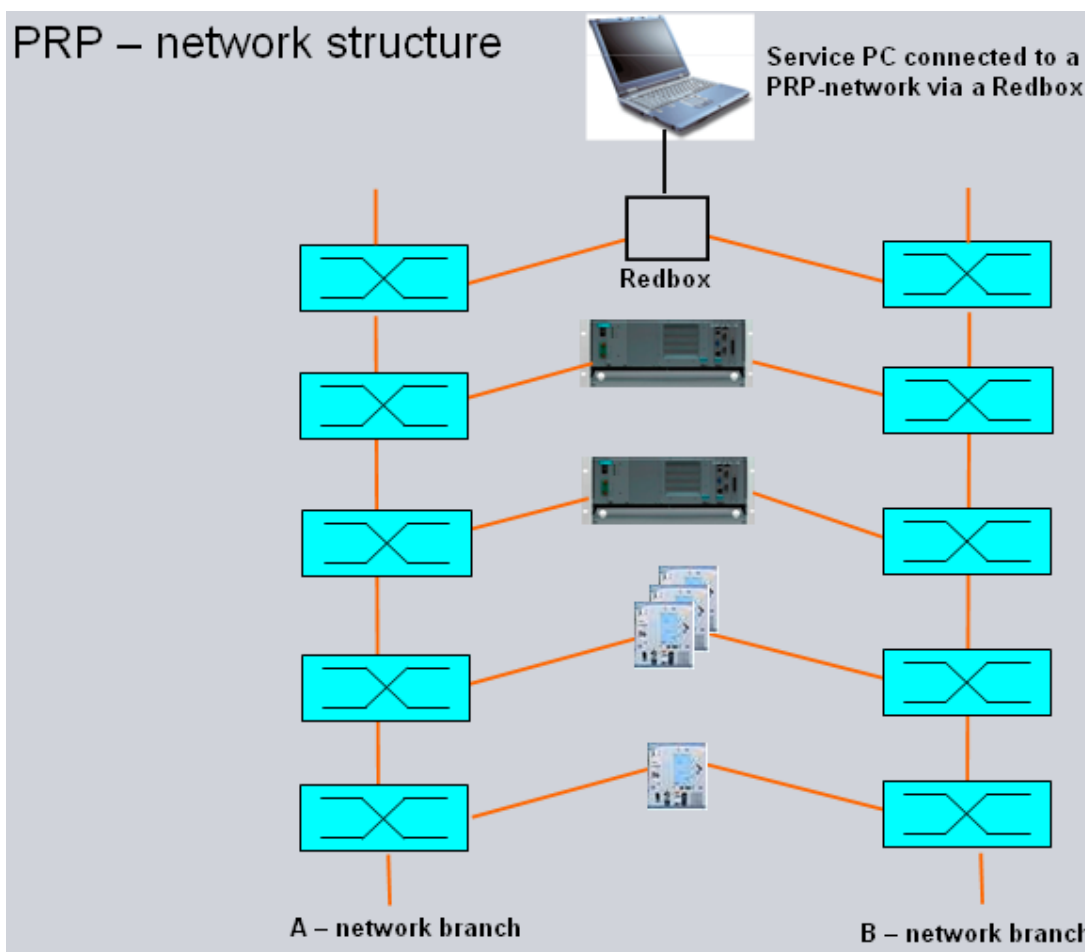 PRP – network structure
Service PC connected to a
PRP-network via a Redbox
Redbox
A – network branch
B – network branch